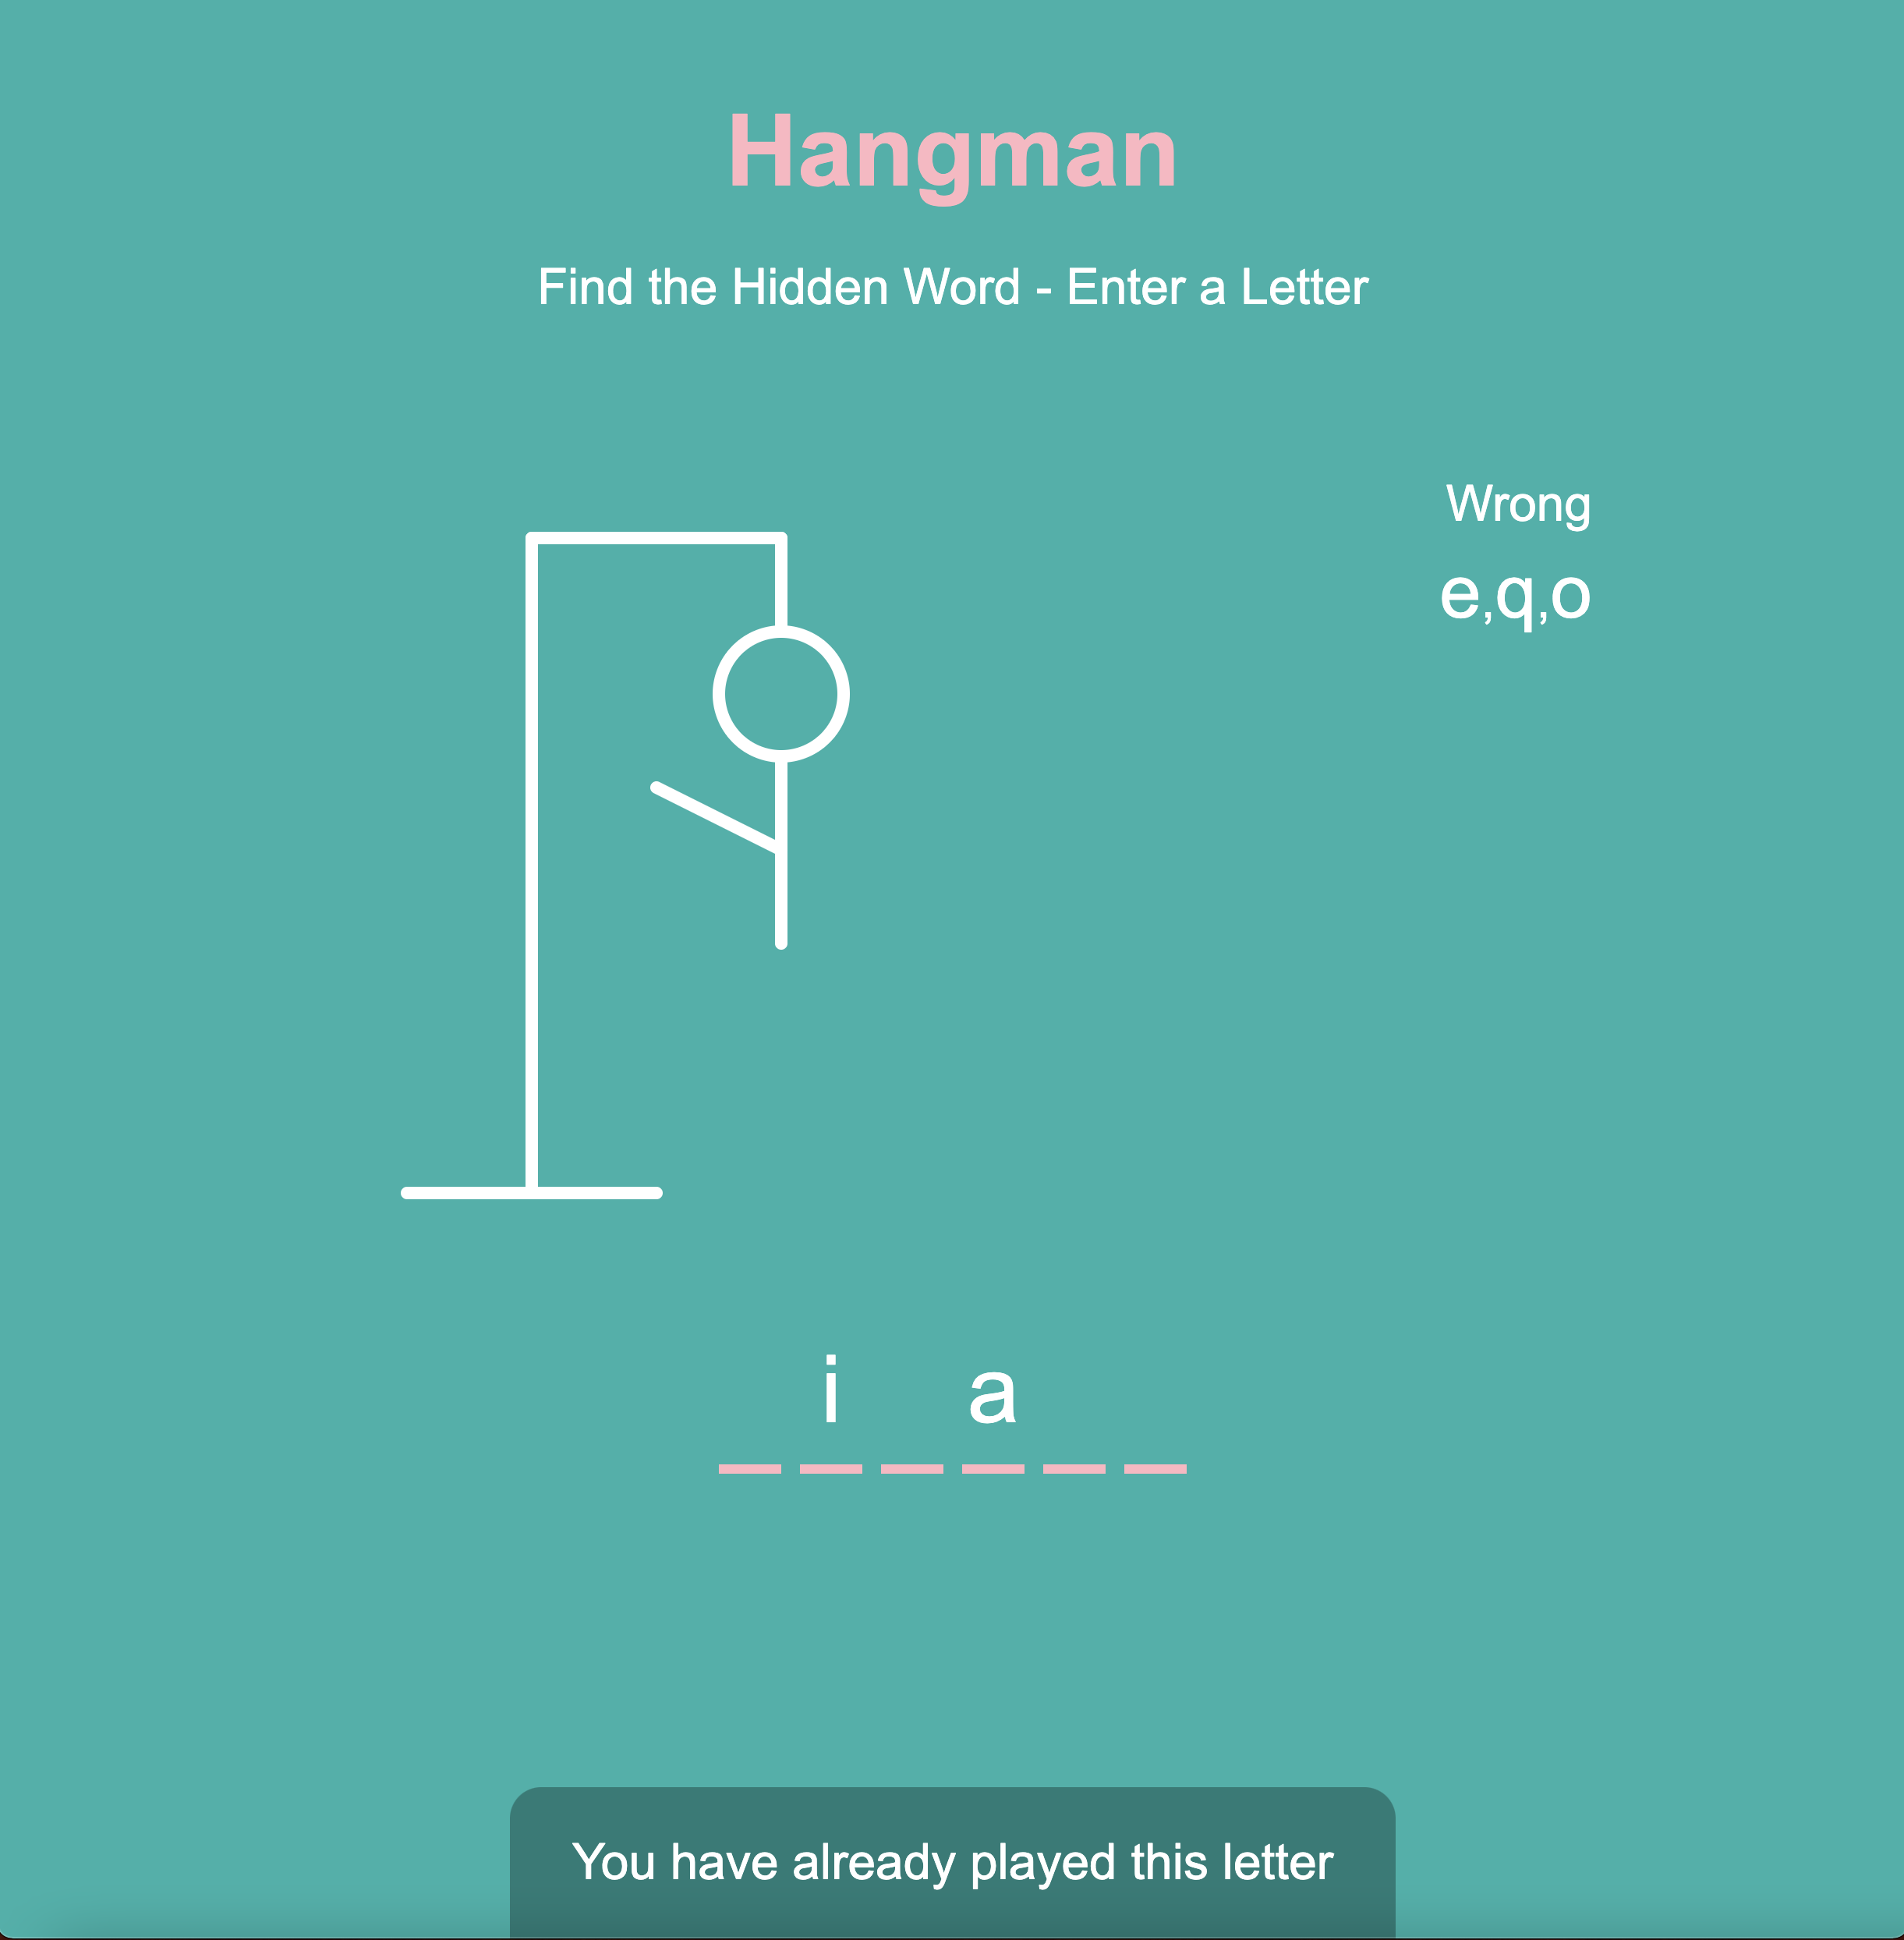 Hangman
Find the Hidden Word - Enter a Letter
Wrong
e,q,o
i a
You have already played this letter